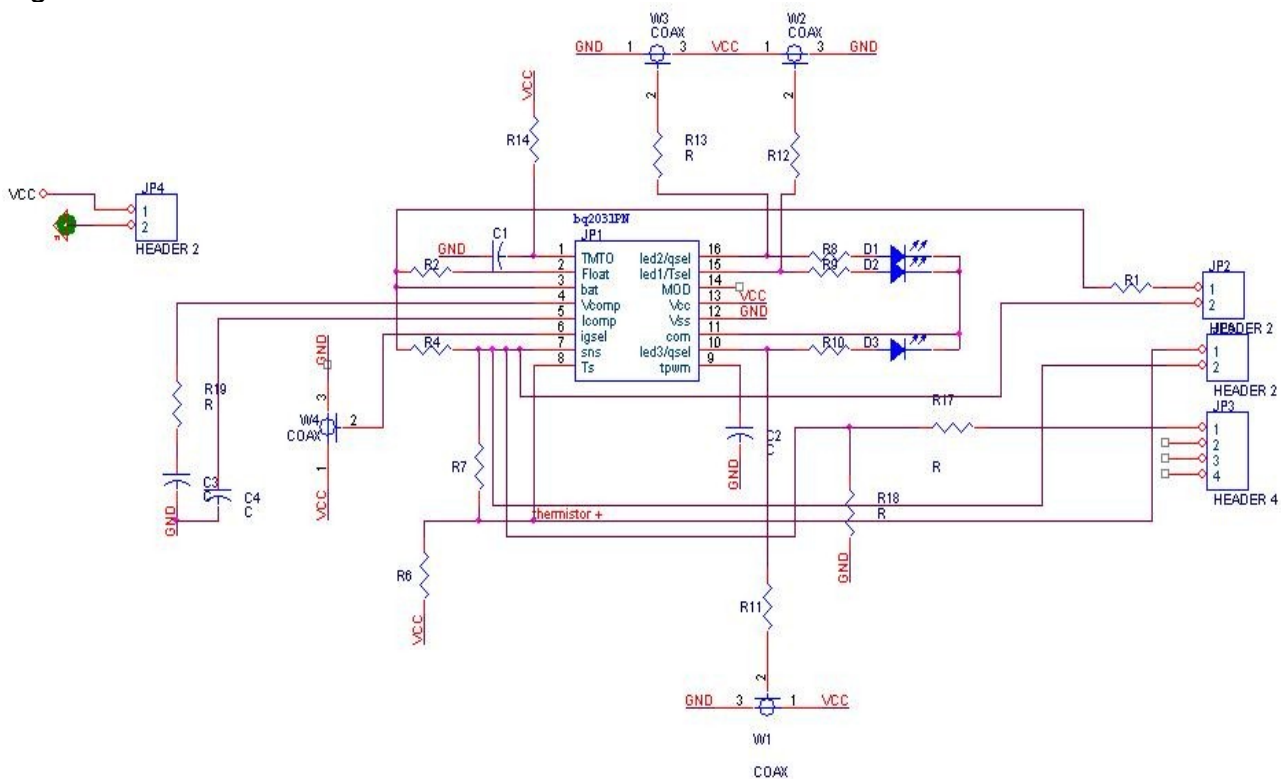 W3
COAX
W2
COAX
GND 1 3 VCC 1 3 GND
2
2
VCC
R14
R13
R
R12
JP4
VCC
1
2
HEADER 2
bq2031PN
JP1
C1
GND
1 TMTO led2/qsel 16
2 Float led1/Tsel 15
3 bat MOD 14
4 Vcomp Vcc 13
5 Icomp Vss 12
6 igsel com 11
7 sns led3/qsel 10
8 Ts tpwm 9
R2
R4
R8 D1
R9 D2
VCC
GND
R10 D3
R1
JP2
1
2
HEADER 2
1
2
HEADER 2
JP3
1
2
3
4
HEADER 4
GND
3
W4
COAX
2
1
VCC
R19
R
C3
C4
C
GND
R7
R6
VCC
thermistor +
C2
C
GND
R17
R
R18
R
GND
R11
2
GND 3 1 VCC
W1
COAX